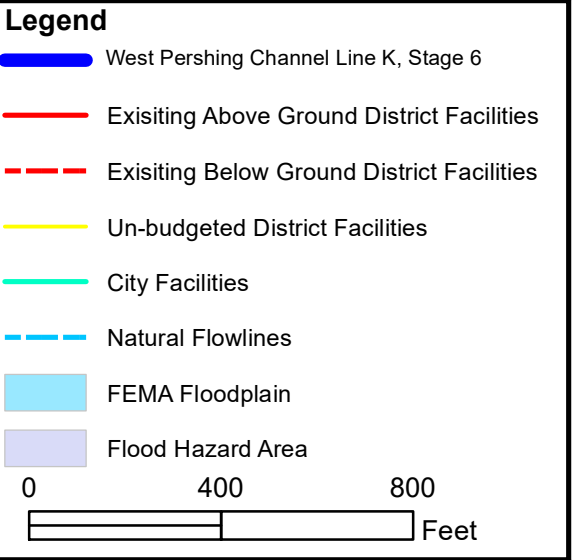 Legend
West Pershing Channel Line K, Stage 6
Exisiting Above Ground District Facilities
Exisiting Below Ground District Facilities
Un-budgeted District Facilities
City Facilities
Natural Flowlines
FEMA Floodplain
Flood Hazard Area
0 400 800
Feet